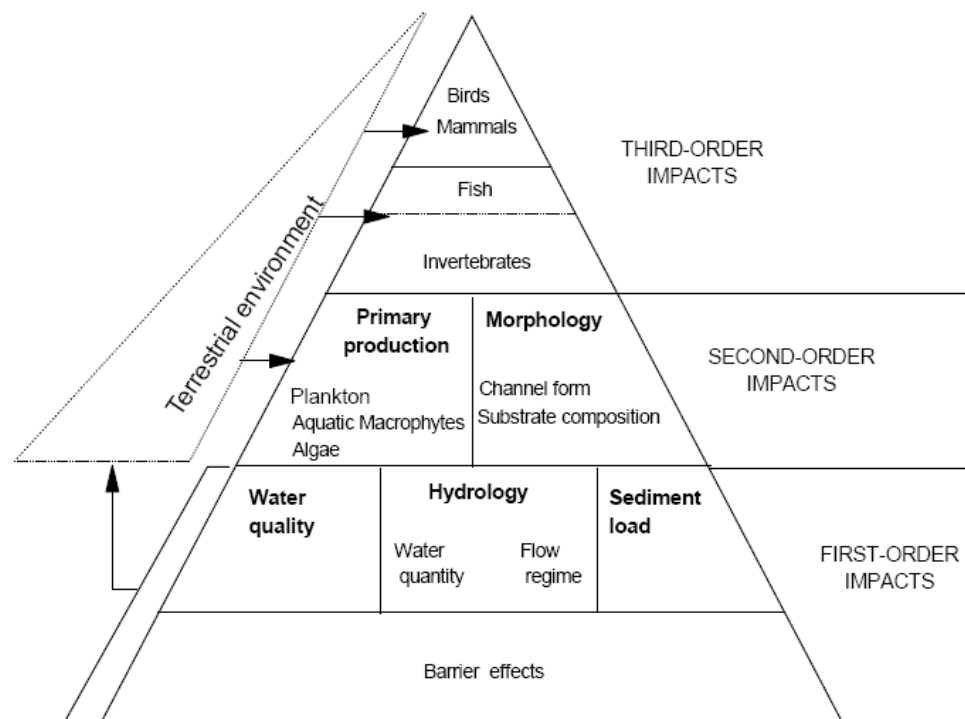 Birds
Mammals
THIRD-ORDER
IMPACTS
Fish
Terrestrial environment
Invertebrates
Primary
production
Morphology
SECOND-ORDER
IMPACTS
Plankton
Aquatic Macrophytes
Algae
Channel form
Substrate composition
Water
quality
Hydrology
Sediment
load
Water
quantity
Flow
regime
FIRST-ORDER
IMPACTS
Barrier effects